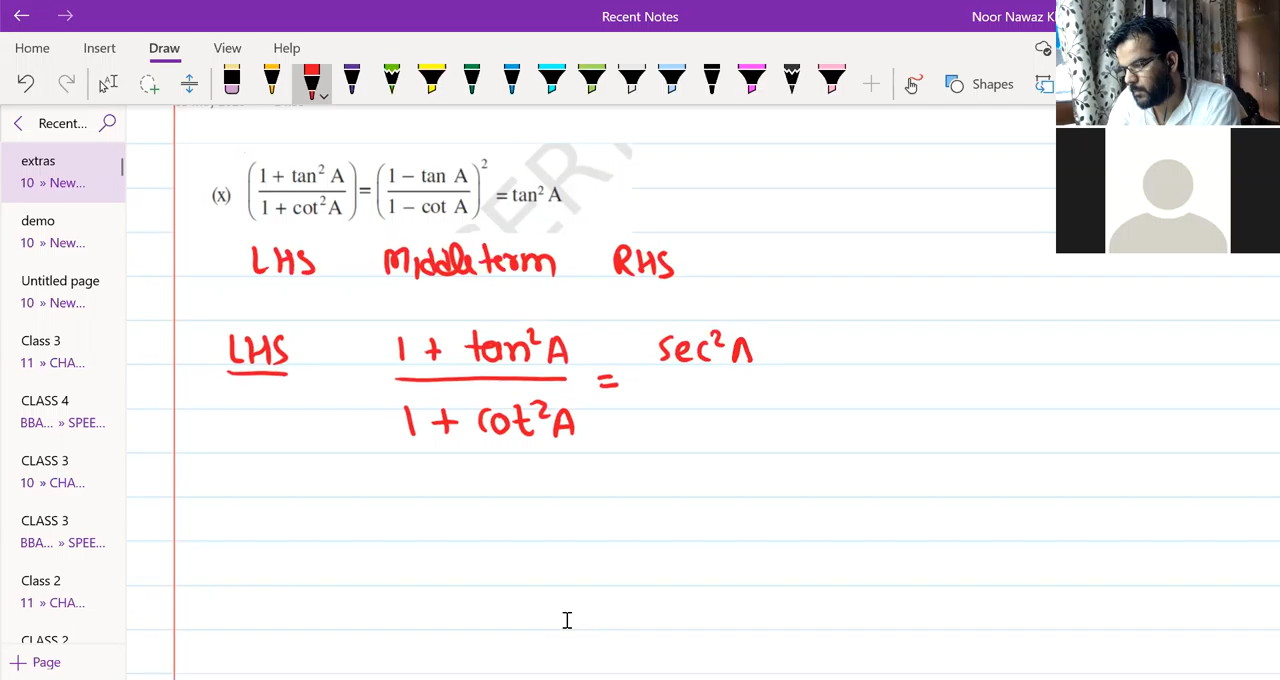 Recent Notes
Noor Nawaz K
Home Insert Draw View Help
Shapes
Recent...
extras
10 » New...
demo
10 » New...
Untitled page
10 » New...
Class 3
11 » CHA...
CLASS 4
BBA... » SPEE...
CLASS 3
10 » CHA...
CLASS 3
BBA... » SPEE...
Class 2
11 » CHA...
CLASS 2
+ Page
(x) ((1 + tan² A)/(1 + cot² A)) = ((1 − tan A)/(1 − cot A))² = tan² A
LHS Middle term RHS
LHS (1 + tan²A)/(1 + cot²A) = sec²A